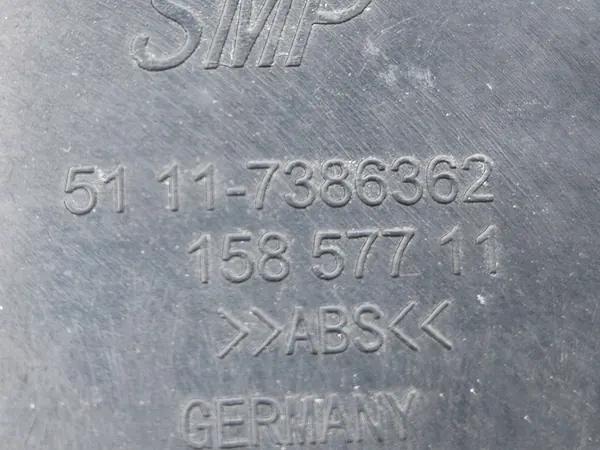 SMP
51 11-7386362
158 577 11
>>ABS<<
GERMANY